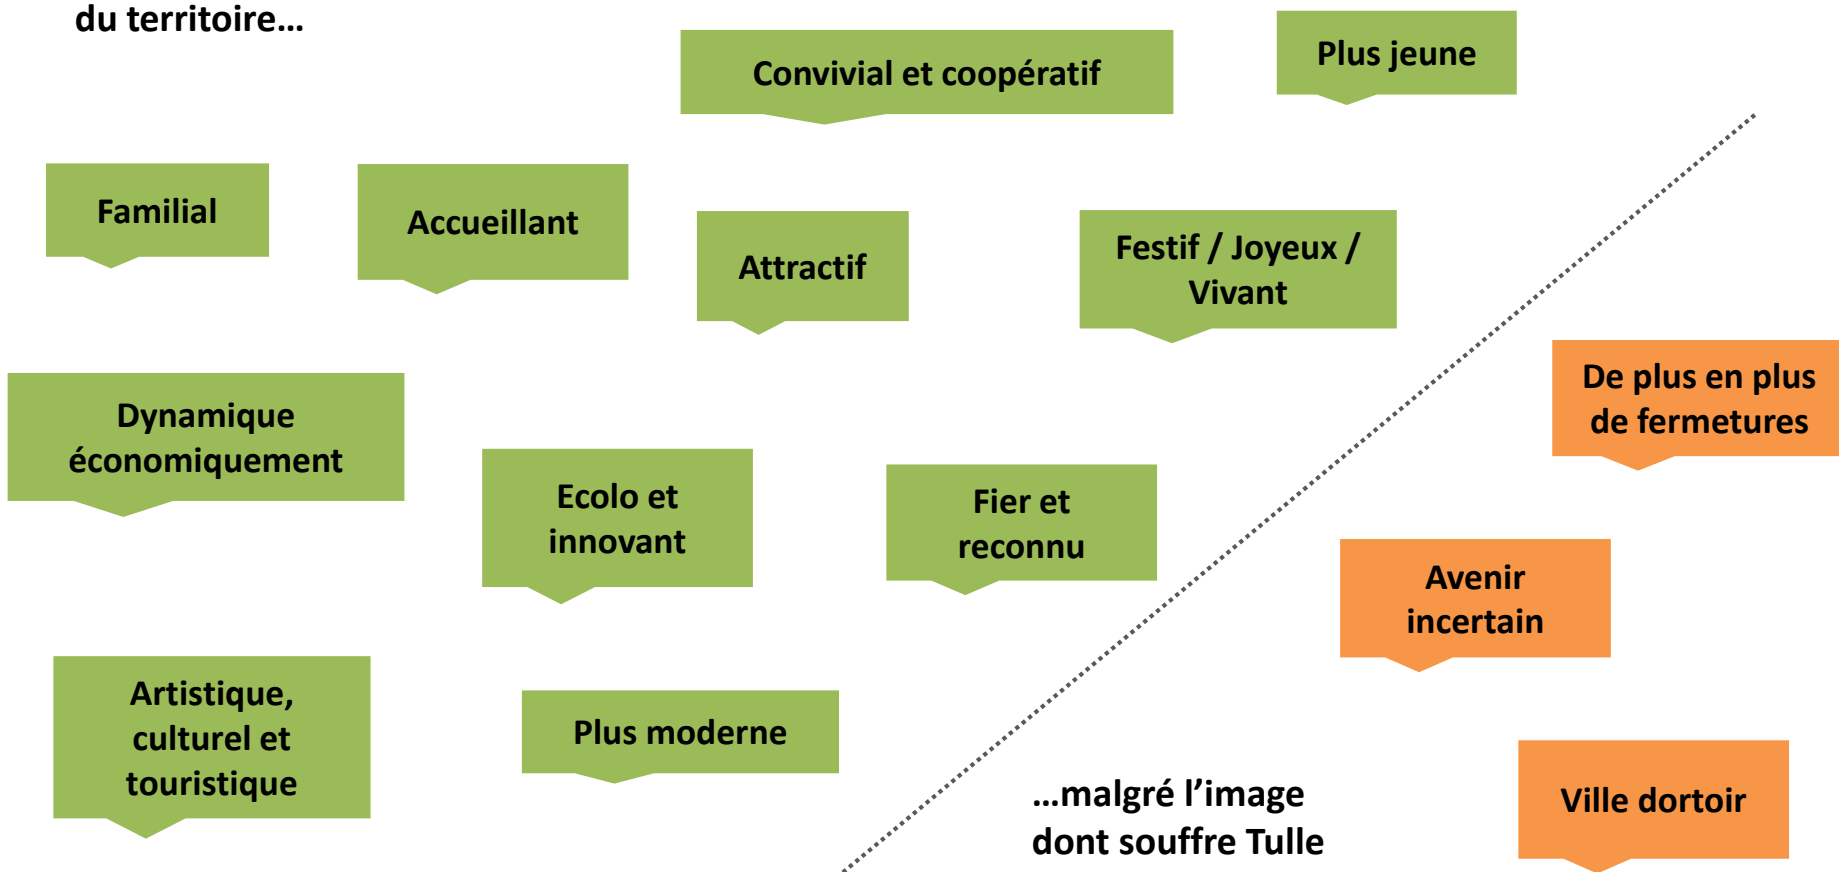 du territoire...
Convivial et coopératif
Plus jeune
Familial
Accueillant
Attractif
Festif / Joyeux /
Vivant
De plus en plus
de fermetures
Dynamique
économiquement
Ecolo et
innovant
Fier et
reconnu
Avenir
incertain
Artistique,
culturel et
touristique
Plus moderne
...malgré l’image
dont souffre Tulle
Ville dortoir